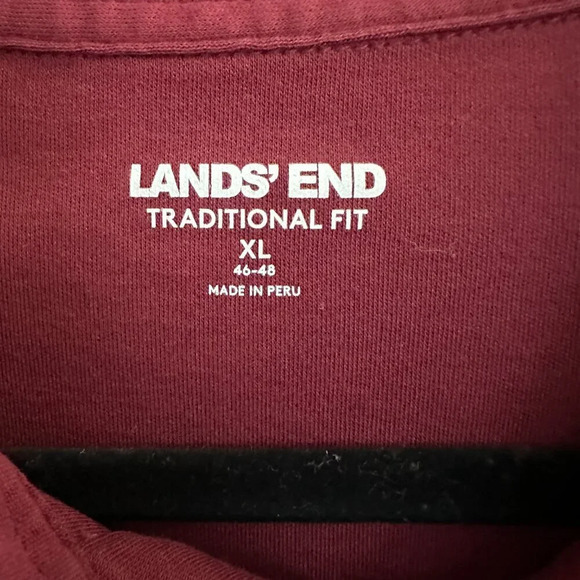 LANDS' END
TRADITIONAL FIT
XL
46-48
MADE IN PERU